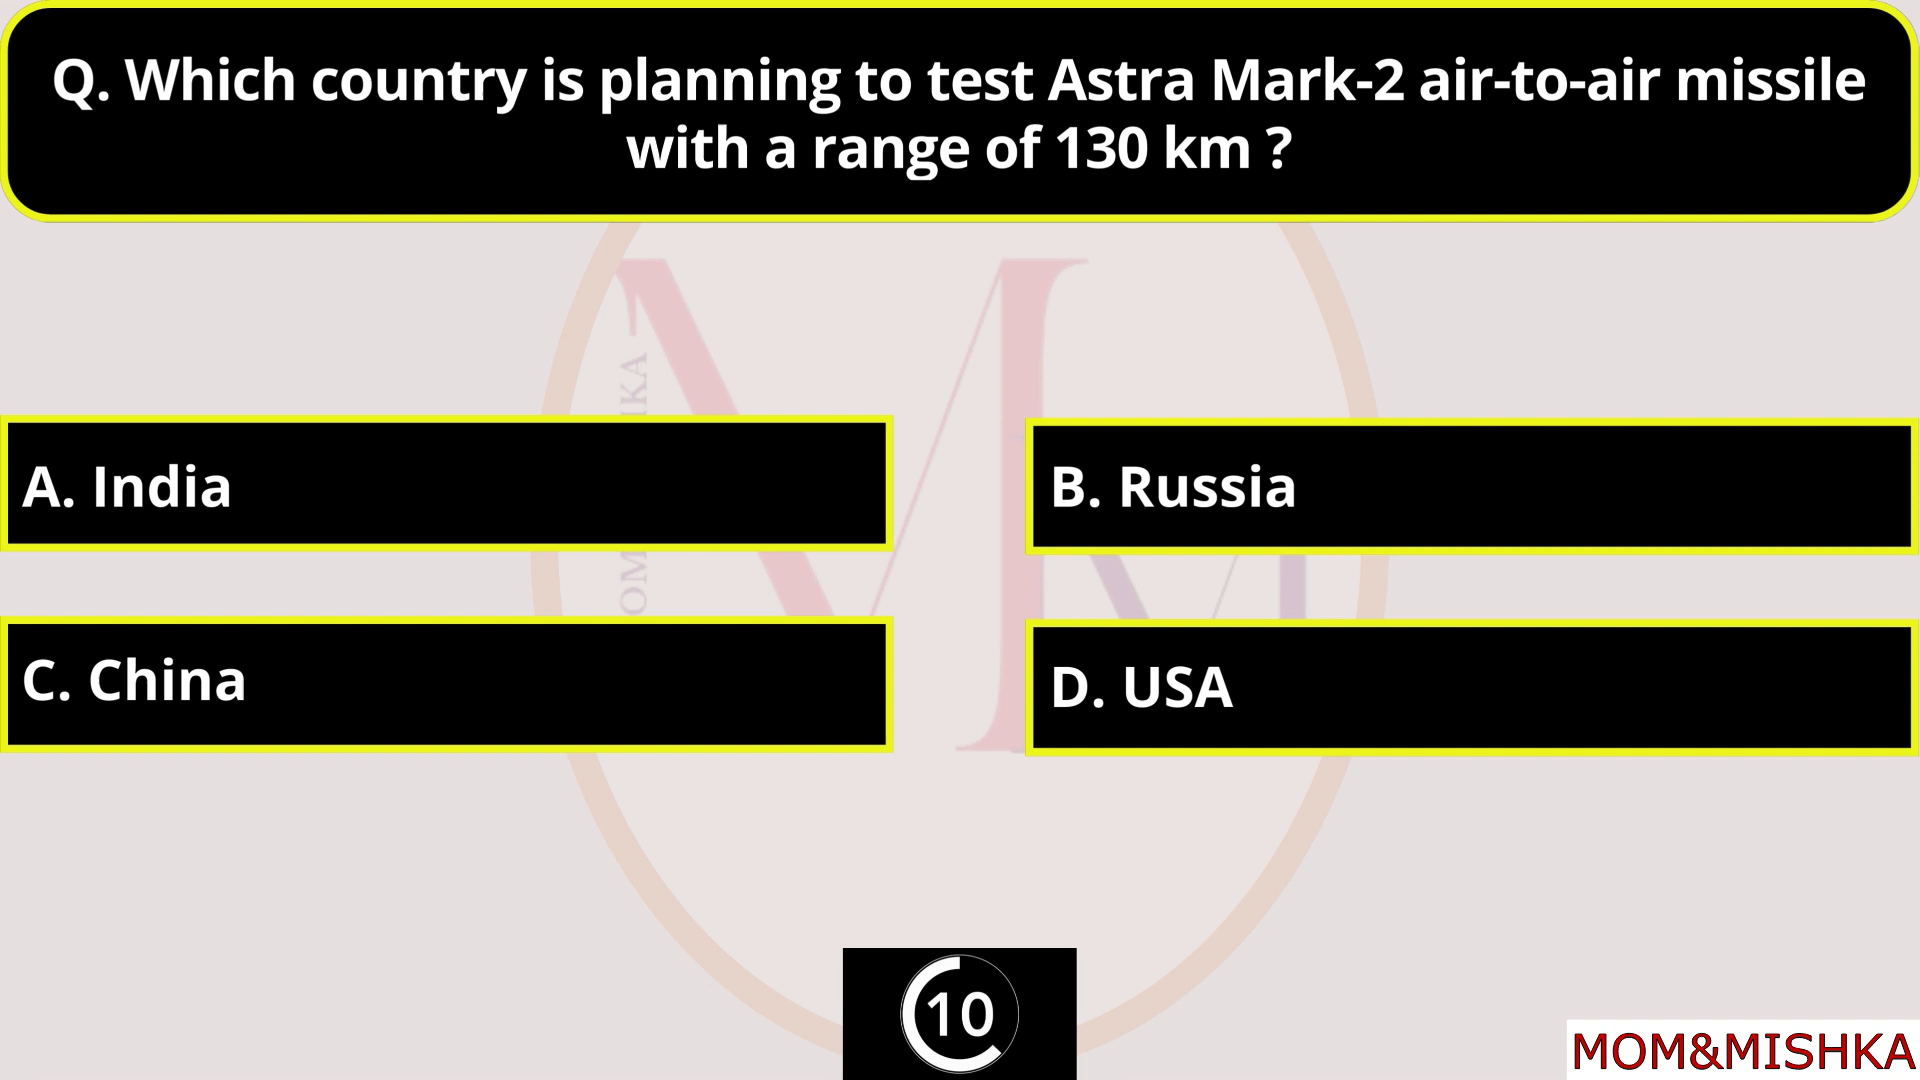 Q. Which country is planning to test Astra Mark-2 air-to-air missile
with a range of 130 km ?
A. India
B. Russia
C. China
D. USA
10
MOM&MISHKA